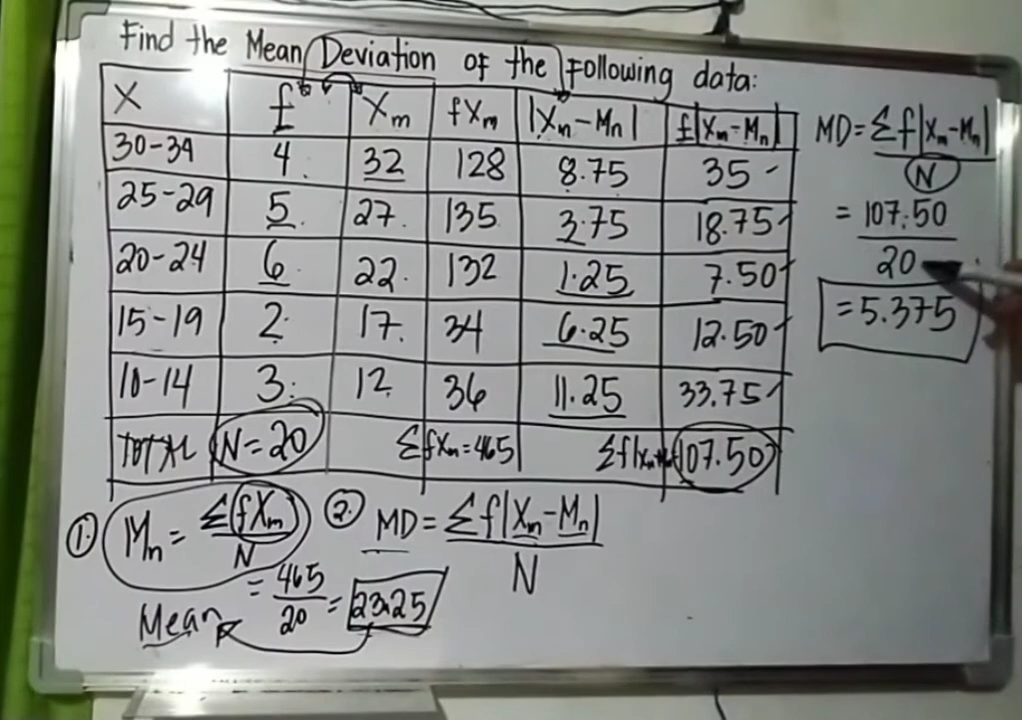 Find the Mean Deviation of the following data:
X f Xm fXm |Xm-Mn| f|Xm-Mn|
30-34 4 32 128 8.75 35
25-29 5 27 135 3.75 18.75
20-24 6 22 132 1.25 7.50
15-19 2 17 34 6.25 12.50
10-14 3 12 36 11.25 33.75
TOTAL N=20 ΣfXm=465 107.50
MD=Σf|Xm-Mn|
N
= 107.50
20
=5.375
1. Mn= ΣfXm
N
= 465
20
= 23.25
Mean
2. MD=Σf|Xm-Mn|
N